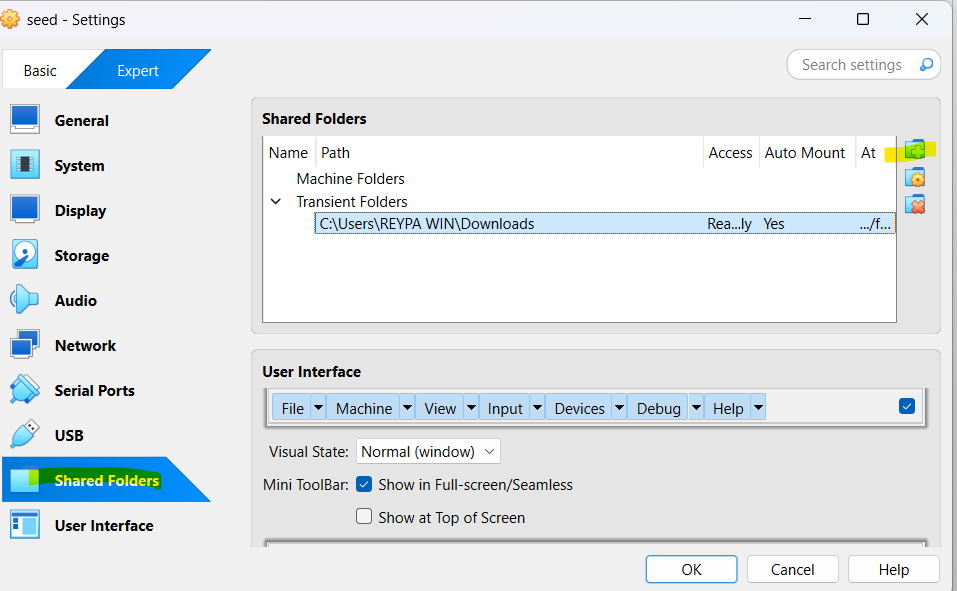 seed - Settings
Basic
Expert
Search settings
General
System
Display
Storage
Audio
Network
Serial Ports
USB
Shared Folders
User Interface
Shared Folders
Name Path Access Auto Mount At
Machine Folders
Transient Folders
C:\Users\REYPA WIN\Downloads Rea...ly Yes .../f...
User Interface
File Machine View Input Devices Debug Help
Visual State: Normal (window)
Mini ToolBar: Show in Full-screen/Seamless
Show at Top of Screen
OK Cancel Help